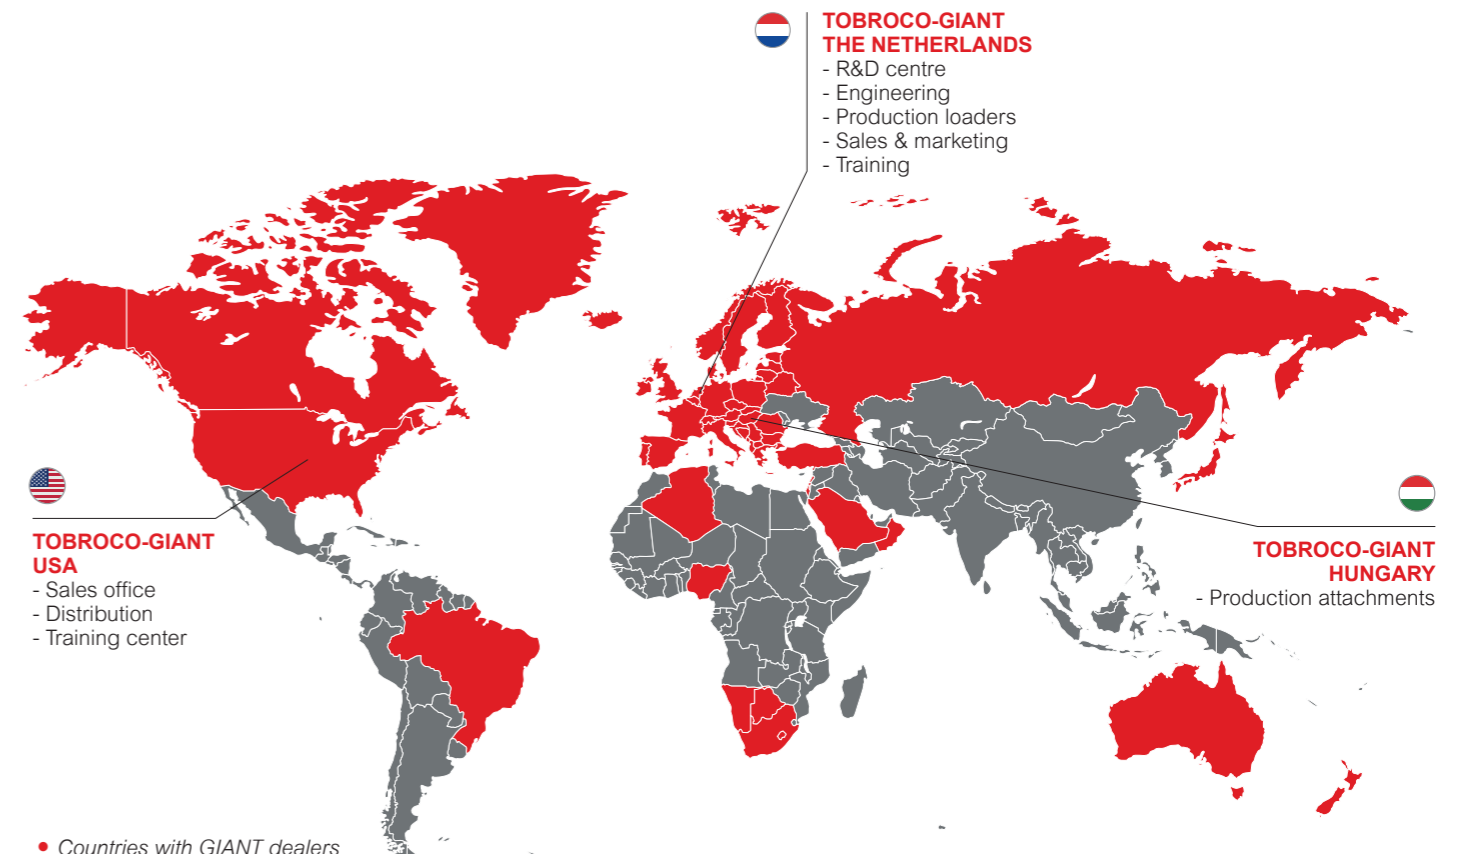 TOBROCO-GIANT
THE NETHERLANDS
- R&D centre
- Engineering
- Production loaders
- Sales & marketing
- Training
TOBROCO-GIANT
USA
- Sales office
- Distribution
- Training center
TOBROCO-GIANT
HUNGARY
- Production attachments
• Countries with GIANT dealers